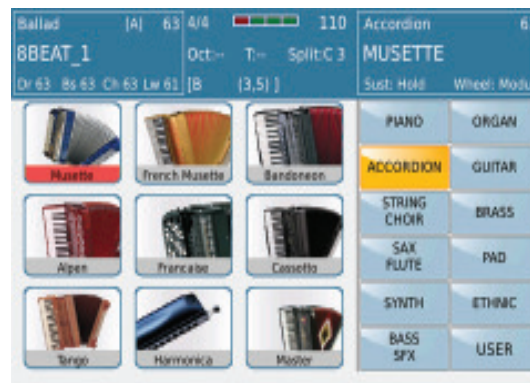 Ballad [A] 63 4/4 110 Accordion
8BEAT_1 Oct:-- T:-- Split:C 3 MUSETTE
Dr 63 Bs 63 Ch 63 Lw 61 [B (3,5) ] Sust: Hold Wheel: Modu
Musette French Musette Bandoneon
Alpen Francaise Cassotto
Tango Harmonica Master
PIANO ORGAN
ACCORDION GUITAR
STRING
CHOIR BRASS
SAX
FLUTE PAD
SYNTH ETHNIC
BASS
SFX USER